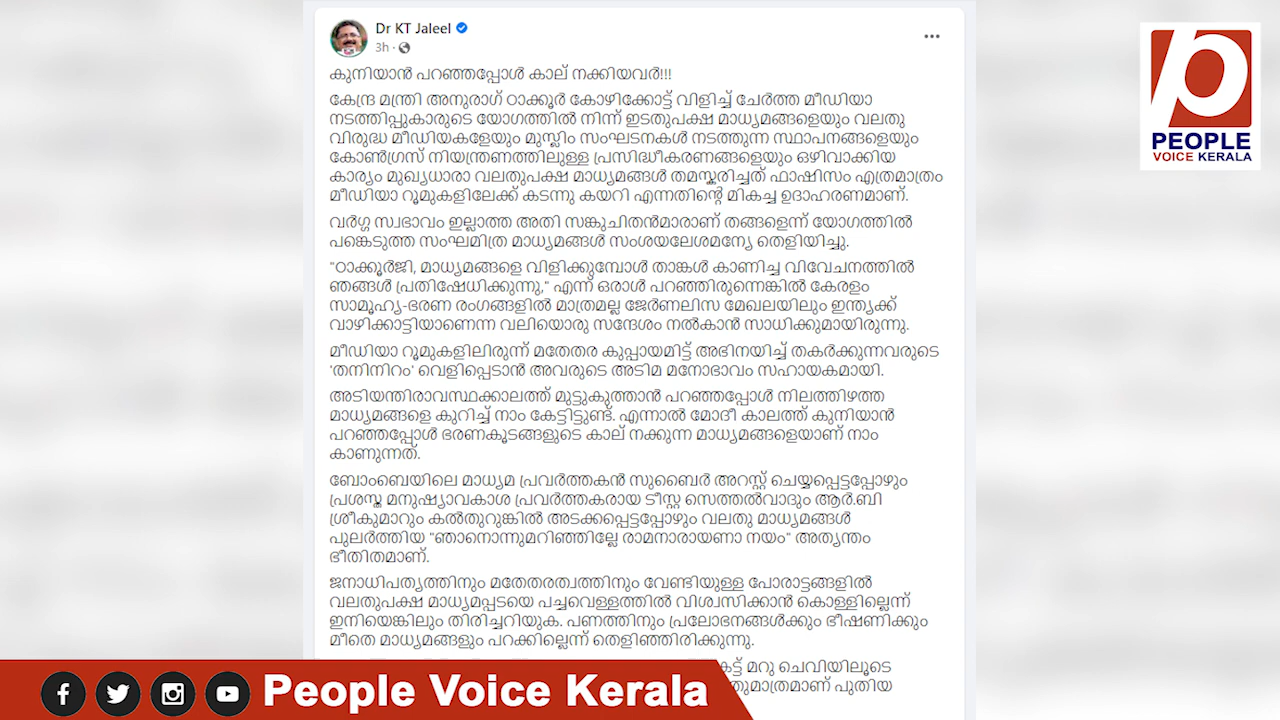 Dr KT Jaleel
3h
കുനിയാൻ പറഞ്ഞപ്പോൾ കാല് നക്കിയവർ!!!
കേന്ദ്ര മന്ത്രി അനുരാഗ് ഠാക്കൂർ കോഴിക്കോട്ട് വിളിച്ച് ചേർത്ത മീഡിയാ
നടത്തിപ്പുകാരുടെ യോഗത്തിൽ നിന്ന് ഇടതുപക്ഷ മാധ്യമങ്ങളെയും വലതു
വിരുദ്ധ മീഡിയകളേയും മുസ്ലിം സംഘടനകൾ നടത്തുന്ന സ്ഥാപനങ്ങളെയും
കോൺഗ്രസ് നിയന്ത്രണത്തിലുള്ള പ്രസിദ്ധീകരണങ്ങളെയും ഒഴിവാക്കിയ
കാര്യം മുഖ്യധാരാ വലതുപക്ഷ മാധ്യമങ്ങൾ തമസ്കരിച്ചത് ഫാഷിസം എത്രമാത്രം
മീഡിയാ റൂമുകളിലേക്ക് കടന്നു കയറി എന്നതിന്റെ മികച്ച ഉദാഹരണമാണ്.
വർഗ്ഗ സ്വഭാവം ഇല്ലാത്ത അതി സങ്കുചിതൻമാരാണ് തങ്ങളെന്ന് യോഗത്തിൽ
പങ്കെടുത്ത സംഘമിത്ര മാധ്യമങ്ങൾ സംശയലേശമന്യേ തെളിയിച്ചു.
"ഠാക്കൂർജി, മാധ്യമങ്ങളെ വിളിക്കുമ്പോൾ താങ്കൾ കാണിച്ച വിവേചനത്തിൽ
ഞങ്ങൾ പ്രതിഷേധിക്കുന്നു," എന്ന് ഒരാൾ പറഞ്ഞിരുന്നെങ്കിൽ കേരളം
സാമൂഹ്യ-ഭരണ രംഗങ്ങളിൽ മാത്രമല്ല ജേർണലിസ മേഖലയിലും ഇന്ത്യക്ക്
വഴിക്കാട്ടിയാണെന്ന വലിയൊരു സന്ദേശം നൽകാൻ സാധിക്കുമായിരുന്നു.
മീഡിയാ റൂമുകളിലിരുന്ന് മതേതര കുപ്പായമിട്ട് അഭിനയിച്ച് തകർക്കുന്നവരുടെ
'തനിനിറം' വെളിപ്പെടാൻ അവരുടെ അടിമ മനോഭാവം സഹായകമായി.
അടിയന്തിരാവസ്ഥക്കാലത്ത് മുട്ടുകുത്താൻ പറഞ്ഞപ്പോൾ നിലത്തിഴത്ത
മാധ്യമങ്ങളെ കുറിച്ച് നാം കേട്ടിട്ടുണ്ട്. എന്നാൽ മോദീ കാലത്ത് കുനിയാൻ
പറഞ്ഞപ്പോൾ ഭരണകൂടങ്ങളുടെ കാല് നക്കുന്ന മാധ്യമങ്ങളെയാണ് നാം
കാണുന്നത്.
ബോംബെയിലെ മാധ്യമ പ്രവർത്തകൻ സുബൈർ അറസ്റ്റ് ചെയ്യപ്പെട്ടപ്പോഴും
പ്രശസ്ത മനുഷ്യാവകാശ പ്രവർത്തകരായ ടീസ്റ്റ സെത്തൽവാദും ആർ.ബി
ശ്രീകുമാറും കൽതുറുങ്കിൽ അടക്കപ്പെട്ടപ്പോഴും വലതു മാധ്യമങ്ങൾ
പുലർത്തിയ "ഞാനൊന്നുമറിഞ്ഞില്ലേ രാമനാരായണാ നയം" അത്യന്തം
ഭീതിതമാണ്.
ജനാധിപത്യത്തിനും മതേതരത്വത്തിനും വേണ്ടിയുള്ള പോരാട്ടങ്ങളിൽ
വലതുപക്ഷ മാധ്യമപ്പടയെ പച്ചവെള്ളത്തിൽ വിശ്വസിക്കാൻ കൊള്ളില്ലെന്ന്
ഇനിയെങ്കിലും തിരിച്ചറിയുക. പണത്തിനും പ്രലോഭനങ്ങൾക്കും ഭീഷണിക്കും
മീതെ മാധ്യമങ്ങളും പറക്കില്ലെന്ന് തെളിഞ്ഞിരിക്കുന്നു.
മറു ചെവിയിലൂടെ
പുതിയ
PEOPLE
VOICE KERALA
People Voice Kerala